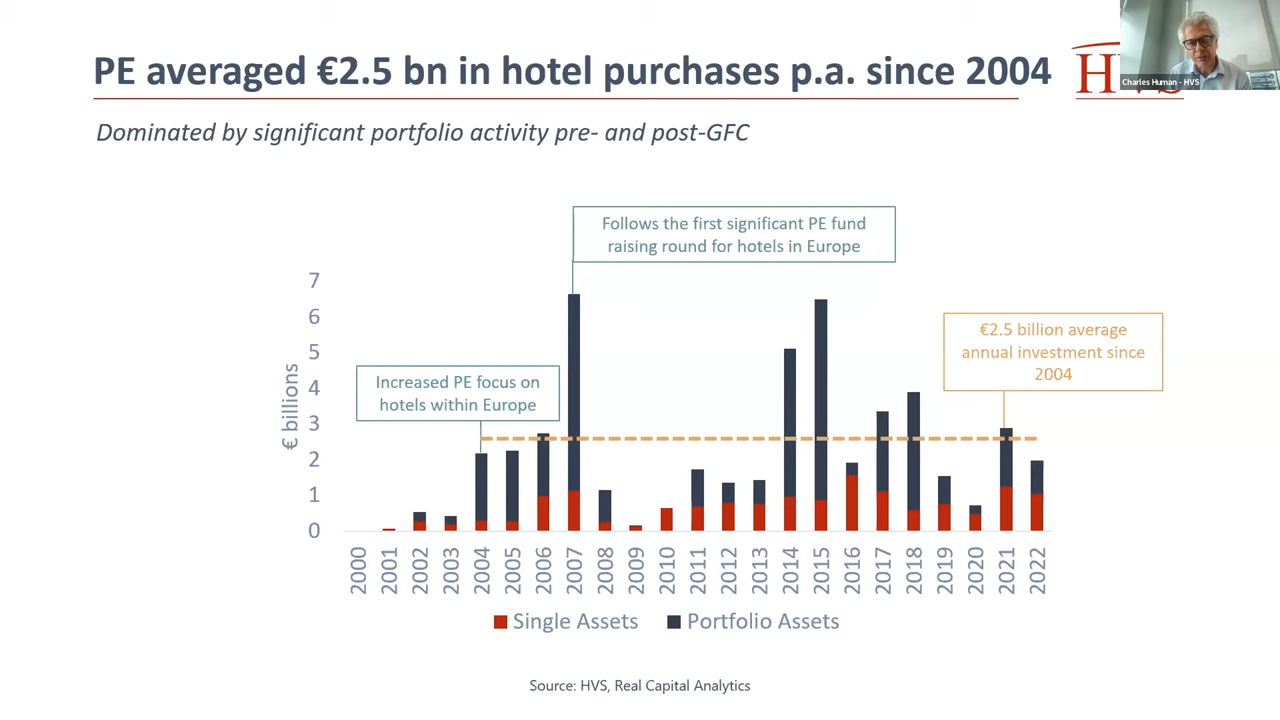 PE averaged €2.5 bn in hotel purchases p.a. since 2004
Charles Human - HVS
Dominated by significant portfolio activity pre- and post-GFC
Follows the first significant PE fund
raising round for hotels in Europe
Increased PE focus on
hotels within Europe
€2.5 billion average
annual investment since
2004
€ billions
7
6
5
4
3
2
1
0
2000
2001
2002
2003
2004
2005
2006
2007
2008
2009
2010
2011
2012
2013
2014
2015
2016
2017
2018
2019
2020
2021
2022
Single Assets
Portfolio Assets
Source: HVS, Real Capital Analytics